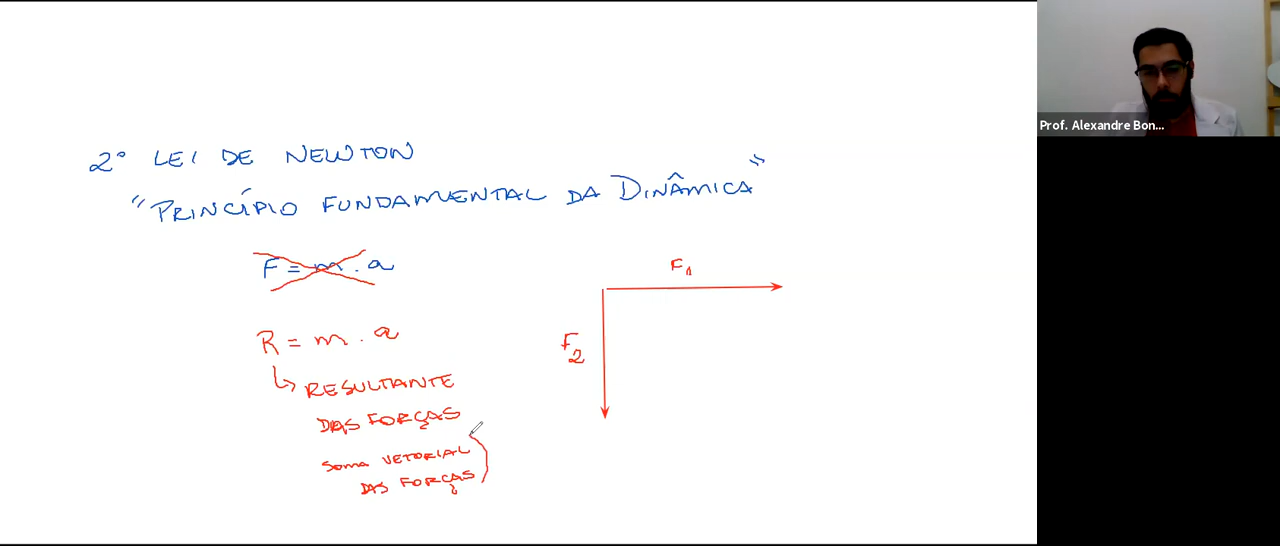 2° LEI DE NEWTON
"PRINCÍPIO FUNDAMENTAL DA DINÂMICA"
F = m . a
R = m . a
↳ RESULTANTE
DAS FORÇAS
SOMA VETORIAL
DAS FORÇAS
F1
F2
Prof. Alexandre Bon...